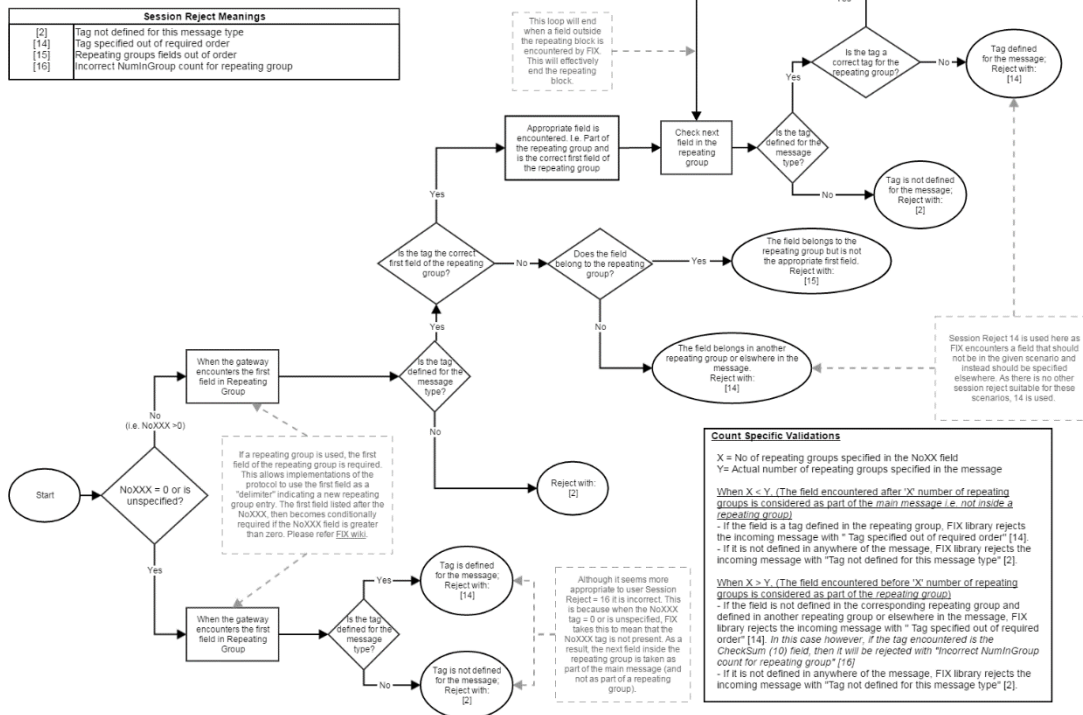 Session Reject Meanings
[2] Tag not defined for this message type
[14] Tag specified out of required order
[15] Repeating groups fields out of order
[16] Incorrect NumInGroup count for repeating group
This loop will end
when a field outside
the repeating block is
encountered by FIX.
This will effectively
end the repeating
block.
Yes
Is the tag a
correct tag for the
repeating group?
No
Tag defined
for the message;
Reject with:
[14]
Yes
Appropriate field is
encountered. I.e. Part of
the repeating group and
is the correct first field of
the repeating group
Check next
field in the
repeating
group
Is the tag
defined for the
message
type?
No
Tag is not defined
for the message;
Reject with:
[2]
Yes
Is the tag the correct
first field of the repeating
group?
No
Does the field
belong to the repeating
group?
Yes
The field belongs to the
repeating group but is not
the appropriate first field.
Reject with:
[15]
No
The field belongs in another
repeating group or elswhere in the
message.
Reject with:
[14]
Session Reject 14 is used here as
FIX encounters a field that should
not be in the given scenario and
instead should be specified
elsewhere. As there is no other
session reject suitable for these
scenarios, 14 is used.
Yes
When the gateway
encounters the first
field in Repeating
Group
Is the tag
defined for the
message
type?
No
Reject with:
[2]
No
(i.e. NoXXX >0)
Start
NoXXX = 0 or is
unspecified?
If a repeating group is used, the first
field of the repeating group is required.
This allows implementations of the
protocol to use the first field as a
"delimiter" indicating a new repeating
group entry. The first field listed after the
NoXXX, then becomes conditionally
required if the NoXXX field is greater
than zero. Please refer FIX wiki.
Yes
When the gateway
encounters the first
field in Repeating
Group
Is the tag
defined for the
message
type?
Yes
Tag is defined
for the message;
Reject with:
[14]
No
Tag is not defined
for the message;
Reject with:
[2]
Although it seems more
appropriate to user Session
Reject = 16 it is incorrect. This
is because when the NoXXX
tag = 0 or is unspecified, FIX
takes this to mean that the
NoXXX tag is not present. As a
result, the next field inside the
repeating group is taken as
part of the main message (and
not as part of a repeating
group).
Count Specific Validations
X = No of repeating groups specified in the NoXX field
Y= Actual number of repeating groups specified in the message
When X < Y, (The field encountered after 'X' number of repeating
groups is considered as part of the main message i.e. not inside a
repeating group)
- If the field is a tag defined in the repeating group, FIX library rejects
the incoming message with " Tag specified out of required order" [14].
- If it is not defined in anywhere of the message, FIX library rejects the
incoming message with "Tag not defined for this message type" [2].
When X > Y, (The field encountered before 'X' number of repeating
groups is considered as part of the repeating group)
- If the field is not defined in the corresponding repeating group and
defined in another repeating group or elsewhere in the message, FIX
library rejects the incoming message with " Tag specified out of required
order" [14]. In this case however, if the tag encountered is the
CheckSum (10) field, then it will be rejected with "Incorrect NumInGroup
count for repeating group" [16]
- If it is not defined in anywhere of the message, FIX library rejects the
incoming message with "Tag not defined for this message type" [2].